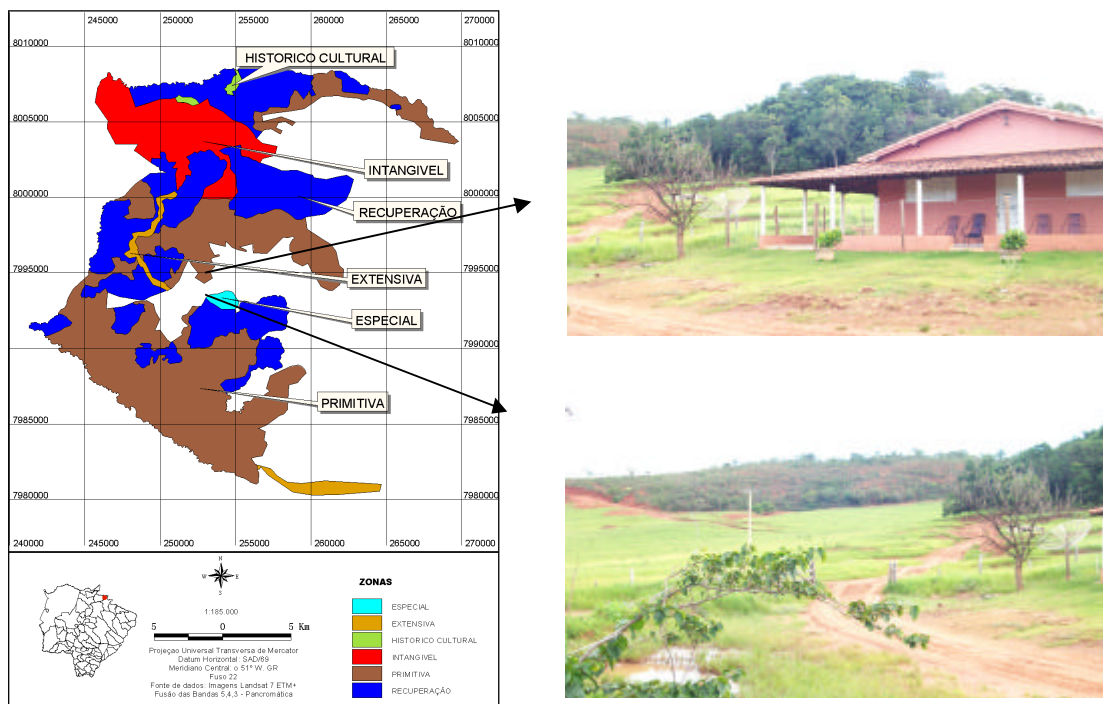 245000 250000 255000 260000 265000 270000
8010000 8010000
HISTORICO CULTURAL
8005000 8005000
INTANGIVEL
8000000 8000000
RECUPERAÇÃO
7995000 7995000
EXTENSIVA
ESPECIAL
7990000 7990000
PRIMITIVA
7985000 7985000
7980000 7980000
240000 245000 250000 255000 260000 265000 270000
N
W E
S
1:185.000
5 0 5 Km
Projeçao Universal Transversa de Mercator
Datum Horizontal: SAD/69
Meridiano Central: o 51° W. GR
Fuso 22
Fonte de dados: Imagens Landsat 7 ETM+
Fusão das Bandas 5,4,3 - Pancromática
ZONAS
ESPECIAL
EXTENSIVA
HISTORICO CULTURAL
INTANGIVEL
PRIMITIVA
RECUPERAÇÃO